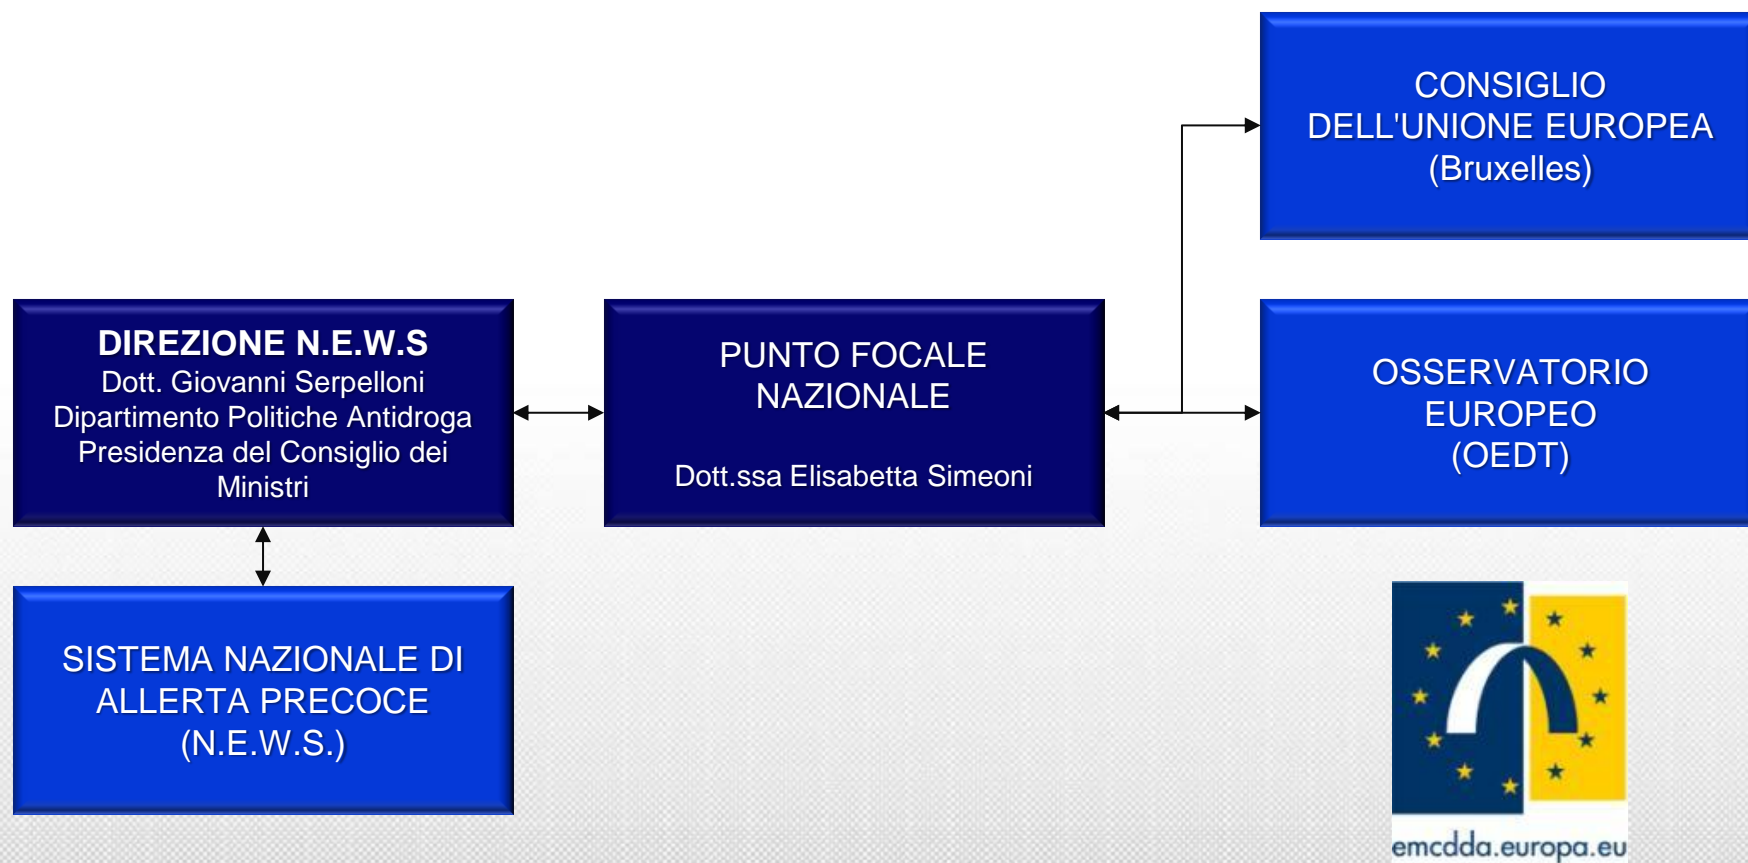 CONSIGLIO
DELL'UNIONE EUROPEA
(Bruxelles)
DIREZIONE N.E.W.S
Dott. Giovanni Serpelloni
Dipartimento Politiche Antidroga
Presidenza del Consiglio dei
Ministri
PUNTO FOCALE
NAZIONALE
Dott.ssa Elisabetta Simeoni
OSSERVATORIO
EUROPEO
(OEDT)
SISTEMA NAZIONALE DI
ALLERTA PRECOCE
(N.E.W.S.)
emcdda.europa.eu